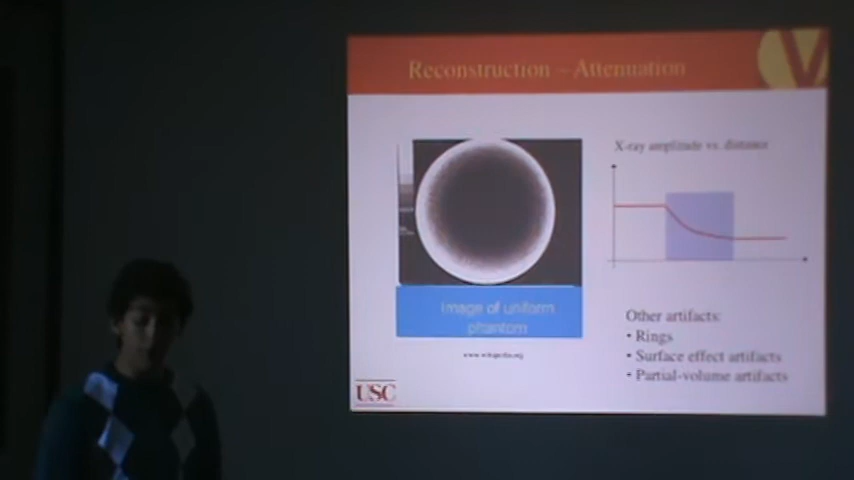 Reconstruction – Attenuation
V
X-ray amplitude vs. distance
Image of uniform
phantom
www.wikipedia.org
Other artifacts:
• Rings
• Surface effect artifacts
• Partial-volume artifacts
USC